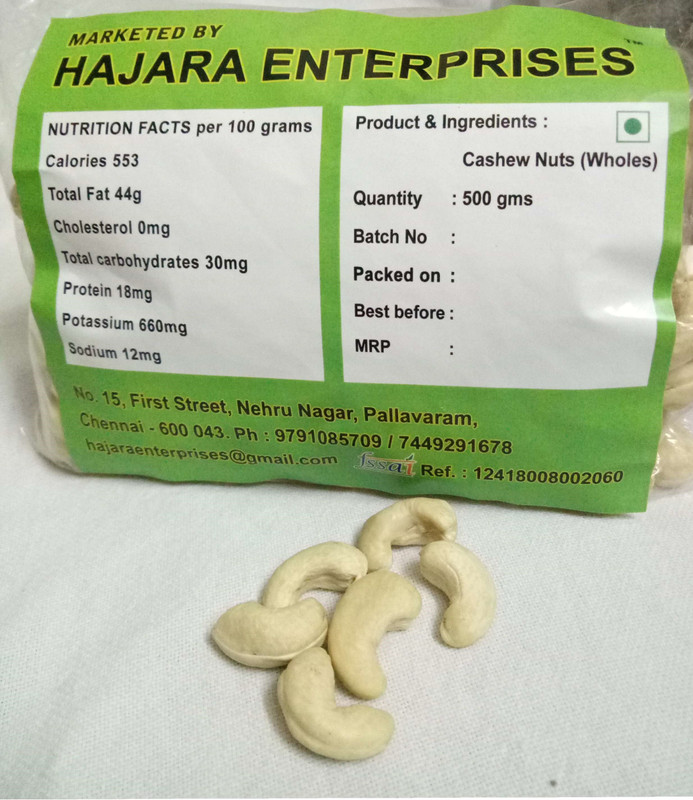 MARKETED BY
HAJARA ENTERPRISES™
NUTRITION FACTS per 100 grams
Calories 553
Total Fat 44g
Cholesterol 0mg
Total carbohydrates 30mg
Protein 18mg
Potassium 660mg
Sodium 12mg
Product & Ingredients :
Cashew Nuts (Wholes)
Quantity : 500 gms
Batch No :
Packed on :
Best before :
MRP :
No. 15, First Street, Nehru Nagar, Pallavaram,
Chennai - 600 043. Ph : 9791085709 / 7449291678
hajaraenterprises@gmail.com fssai Ref. : 12418008002060